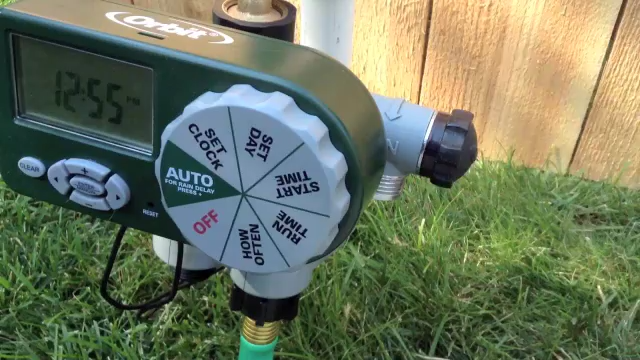 Orbit®
12:55 PM
CLEAR
RESET
SET
CLOCK
SET
DAY
START
TIME
RUN
TIME
HOW
OFTEN
OFF
AUTO
FOR RAIN DELAY
PRESS +